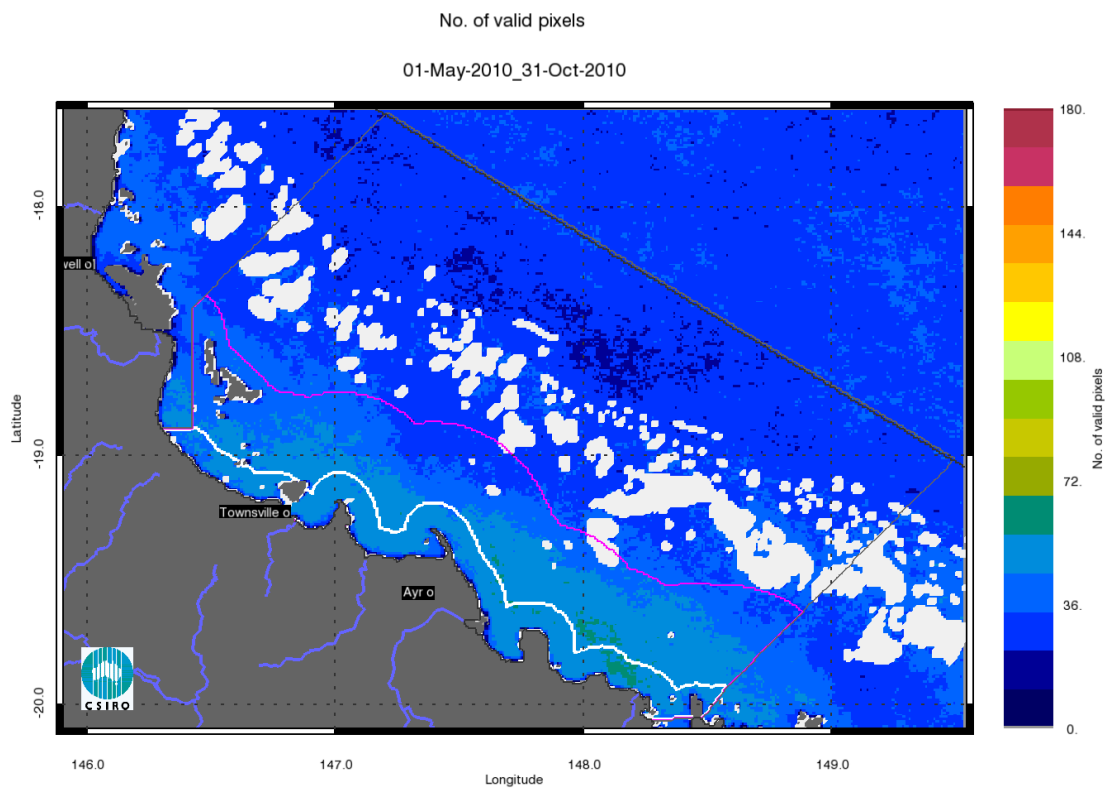 No. of valid pixels
01-May-2010_31-Oct-2010
180.
144.
108.
72.
36.
0.
No. of valid pixels
-18.0
-19.0
-20.0
Latitude
well o]
Townsville o
Ayr o
CSIRO
146.0 147.0 148.0 149.0
Longitude